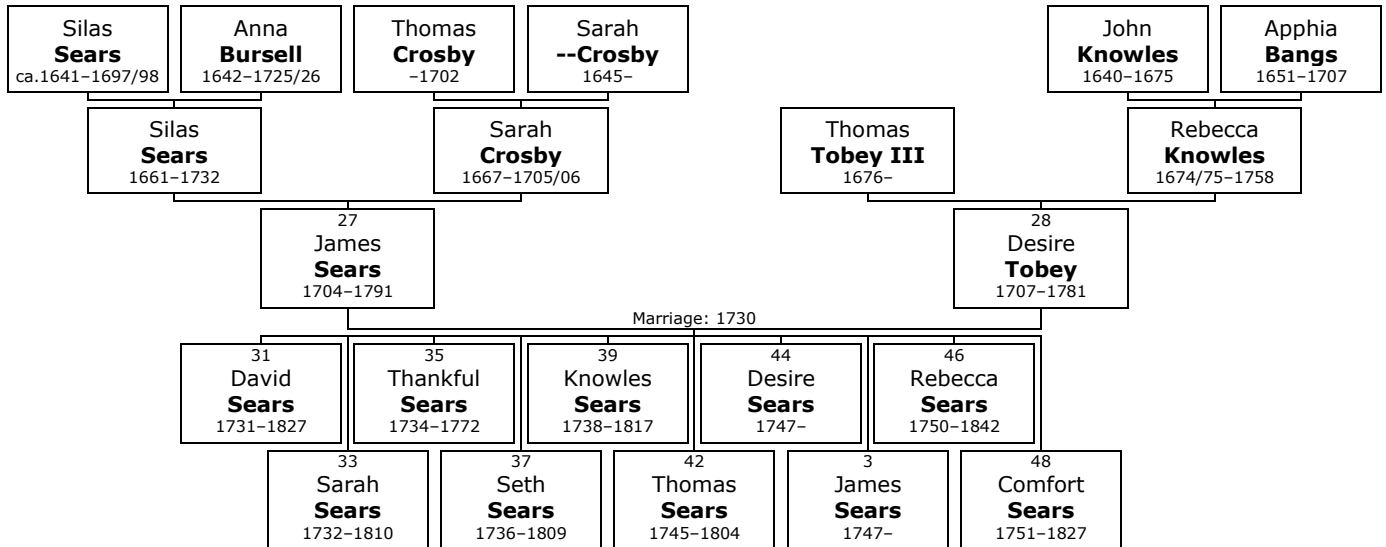 Silas
Sears
ca.1641–1697/98
Anna
Bursell
1642–1725/26
Thomas
Crosby
–1702
Sarah
--Crosby
1645–
John
Knowles
1640–1675
Apphia
Bangs
1651–1707
Silas
Sears
1661–1732
Sarah
Crosby
1667–1705/06
Thomas
Tobey III
1676–
Rebecca
Knowles
1674/75–1758
27
James
Sears
1704–1791
28
Desire
Tobey
1707–1781
Marriage: 1730
31
David
Sears
1731–1827
35
Thankful
Sears
1734–1772
39
Knowles
Sears
1738–1817
44
Desire
Sears
1747–
46
Rebecca
Sears
1750–1842
33
Sarah
Sears
1732–1810
37
Seth
Sears
1736–1809
42
Thomas
Sears
1745–1804
3
James
Sears
1747–
48
Comfort
Sears
1751–1827